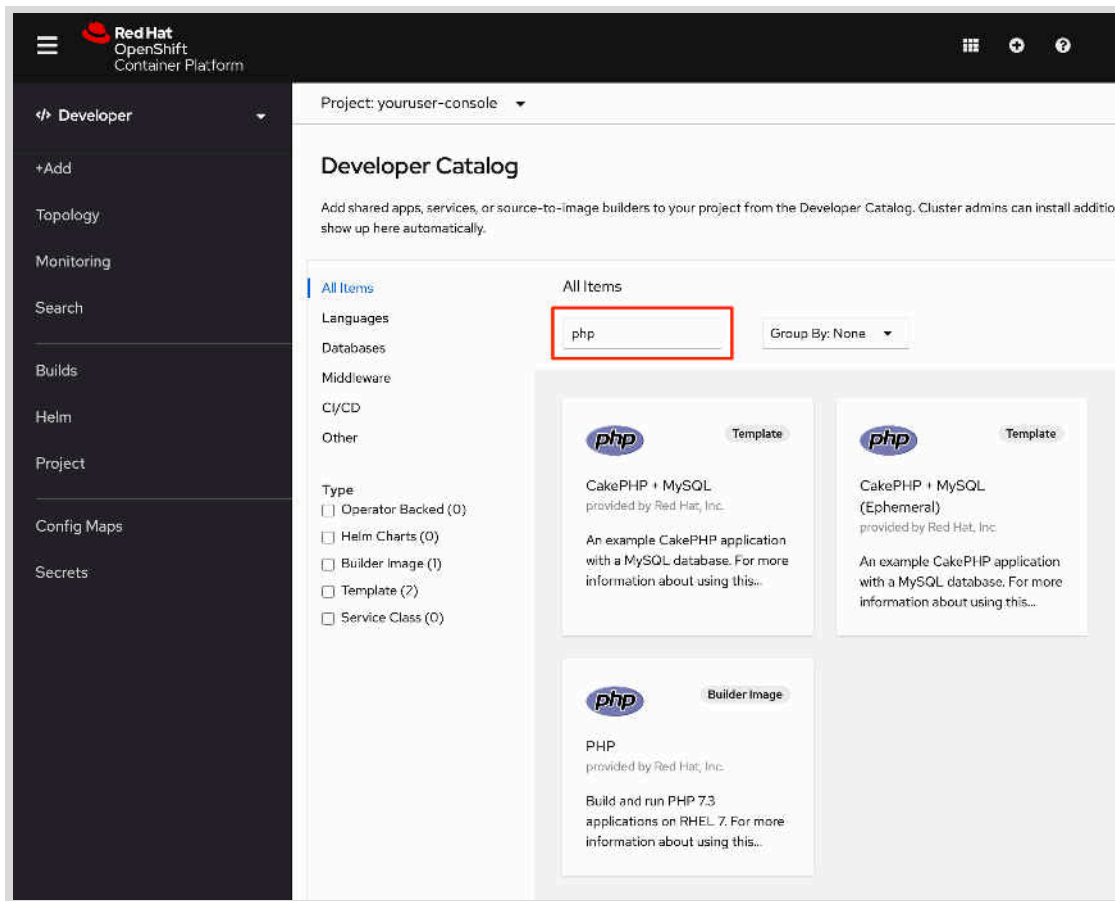 Red Hat
OpenShift
Container Platform
Developer
+Add
Topology
Monitoring
Search
Builds
Helm
Project
Config Maps
Secrets
Project: youruser-console
Developer Catalog
Add shared apps, services, or source-to-image builders to your project from the Developer Catalog. Cluster admins can install additio
show up here automatically.
All Items
Languages
Databases
Middleware
CI/CD
Other
Type
Operator Backed (0)
Helm Charts (0)
Builder Image (1)
Template (2)
Service Class (0)
All Items
php
Group By: None
php
Template
CakePHP + MySQL
provided by Red Hat, Inc.
An example CakePHP application
with a MySQL database. For more
information about using this...
php
Template
CakePHP + MySQL
(Ephemeral)
provided by Red Hat, Inc
An example CakePHP application
with a MySQL database. For more
information about using this...
php
Builder Image
PHP
provided by Red Hat, Inc.
Build and run PHP 7.3
applications on RHEL 7. For more
information about using this...